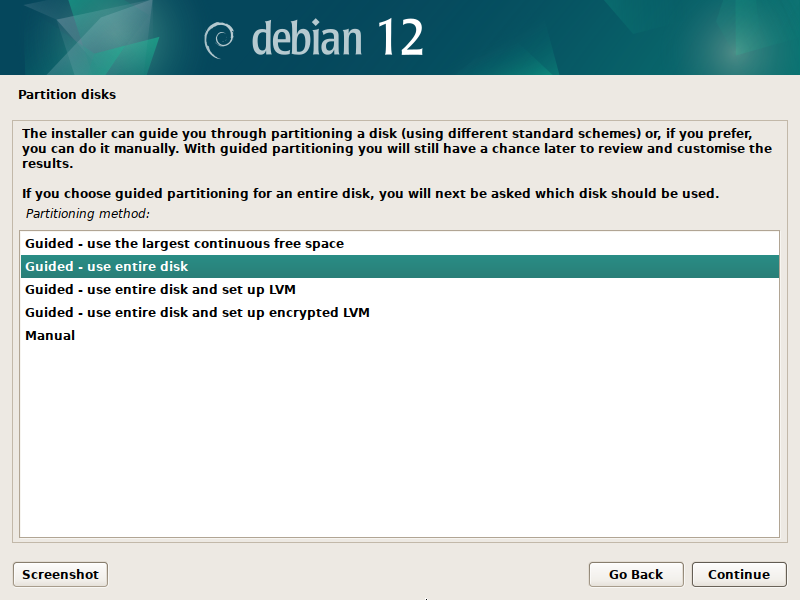 debian 12
Partition disks
The installer can guide you through partitioning a disk (using different standard schemes) or, if you prefer,
you can do it manually. With guided partitioning you will still have a chance later to review and customise the
results.
If you choose guided partitioning for an entire disk, you will next be asked which disk should be used.
Partitioning method:
Guided - use the largest continuous free space
Guided - use entire disk
Guided - use entire disk and set up LVM
Guided - use entire disk and set up encrypted LVM
Manual
Screenshot
Go Back
Continue